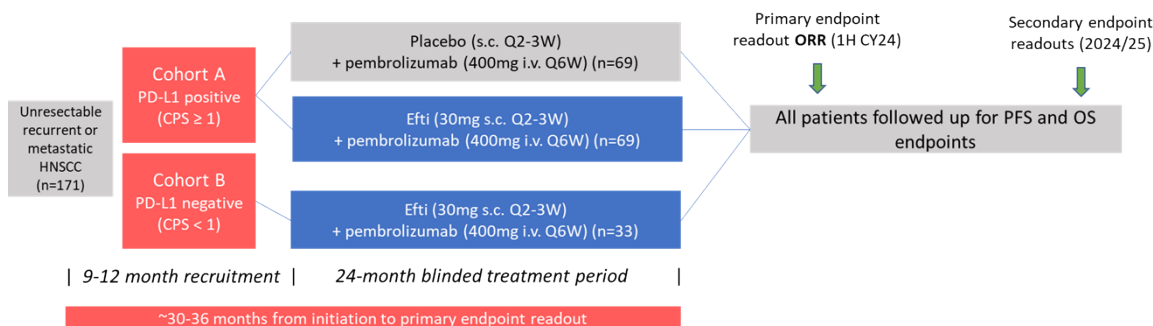 Primary endpoint
readout ORR (1H CY24)
Secondary endpoint
readouts (2024/25)
Unresectable
recurrent or
metastatic
HNSCC
(n=171)
Cohort A
PD-L1 positive
(CPS ≥ 1)
Cohort B
PD-L1 negative
(CPS < 1)
Placebo (s.c. Q2-3W)
+ pembrolizumab (400mg i.v. Q6W) (n=69)
Efti (30mg s.c. Q2-3W)
+ pembrolizumab (400mg i.v. Q6W) (n=69)
Efti (30mg s.c. Q2-3W)
+ pembrolizumab (400mg i.v. Q6W) (n=33)
All patients followed up for PFS and OS
endpoints
| 9-12 month recruitment | 24-month blinded treatment period |
~30-36 months from initiation to primary endpoint readout